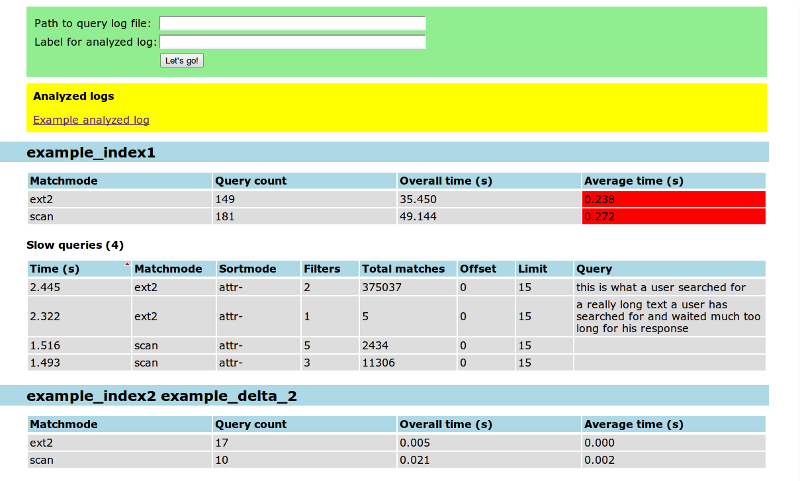 Path to query log file:
Label for analyzed log:
Let's go!
Analyzed logs
Example analyzed log
example_index1
Matchmode Query count Overall time (s) Average time (s)
ext2 149 35.450 0.238
scan 181 49.144 0.272
Slow queries (4)
Time (s) Matchmode Sortmode Filters Total matches Offset Limit Query
2.445 ext2 attr- 2 375037 0 15 this is what a user searched for
2.322 ext2 attr- 1 5 0 15 a really long text a user has
searched for and waited much too
long for his response
1.516 scan attr- 5 2434 0 15
1.493 scan attr- 3 11306 0 15
example_index2 example_delta_2
Matchmode Query count Overall time (s) Average time (s)
ext2 17 0.005 0.000
scan 10 0.021 0.002